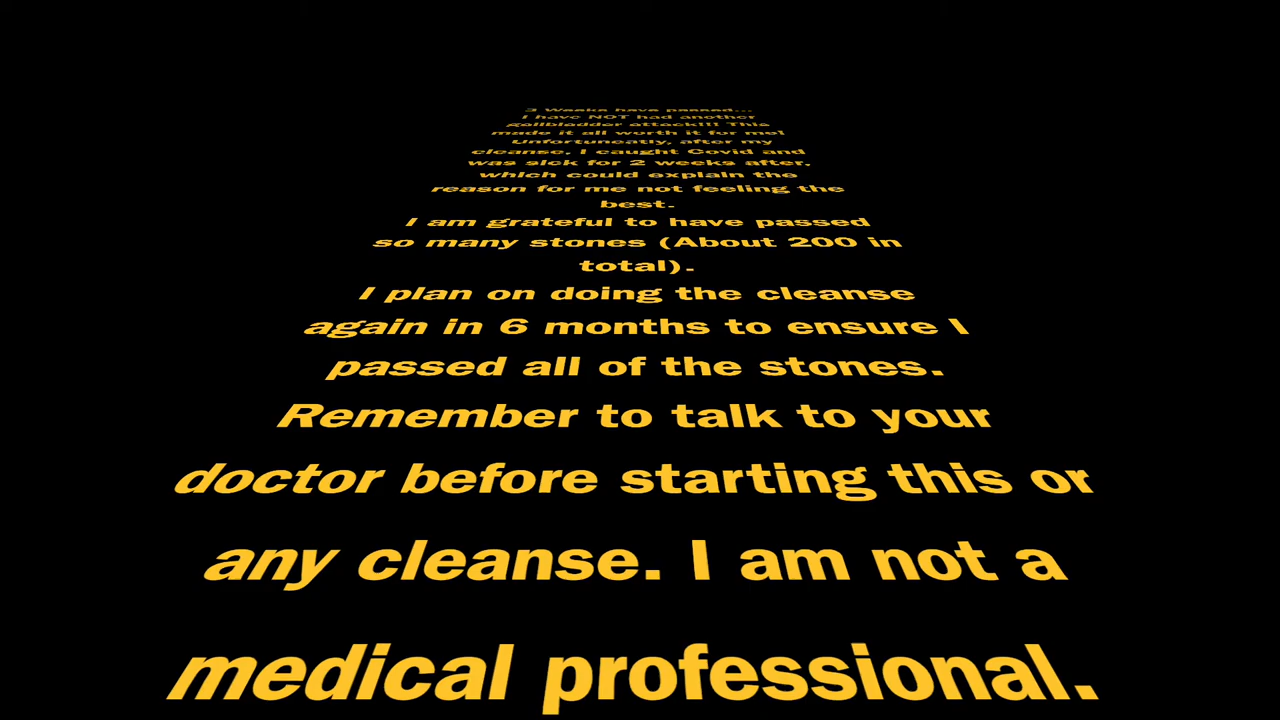 3 Weeks have passed...
I have NOT had another
gallbladder attack!!! This
made it all worth it for me!
Unfortuneatly, after my
cleanse, I caught Covid and
was sick for 2 weeks after,
which could explain the
reason for me not feeling the
best.
I am grateful to have passed
so many stones (About 200 in
total).
I plan on doing the cleanse
again in 6 months to ensure I
passed all of the stones.
Remember to talk to your
doctor before starting this or
any cleanse. I am not a
medical professional.